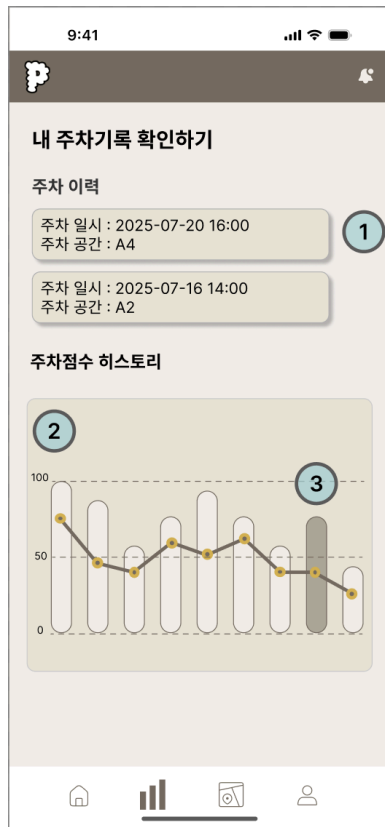 9:41
P
내 주차기록 확인하기
주차 이력
주차 일시 : 2025-07-20 16:00
주차 공간 : A4
1
주차 일시 : 2025-07-16 14:00
주차 공간 : A2
주차점수 히스토리
2
3
100
50
0